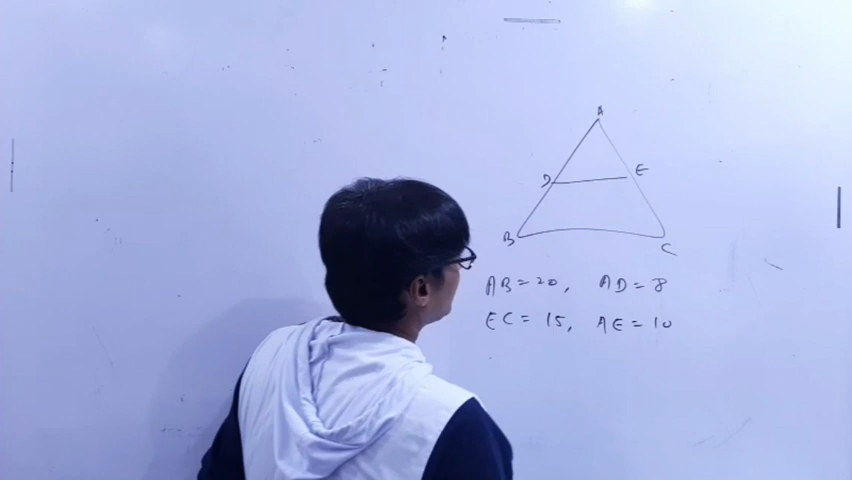 A
D E
B C
AB = 20, AD = 8
EC = 15, AE = 10